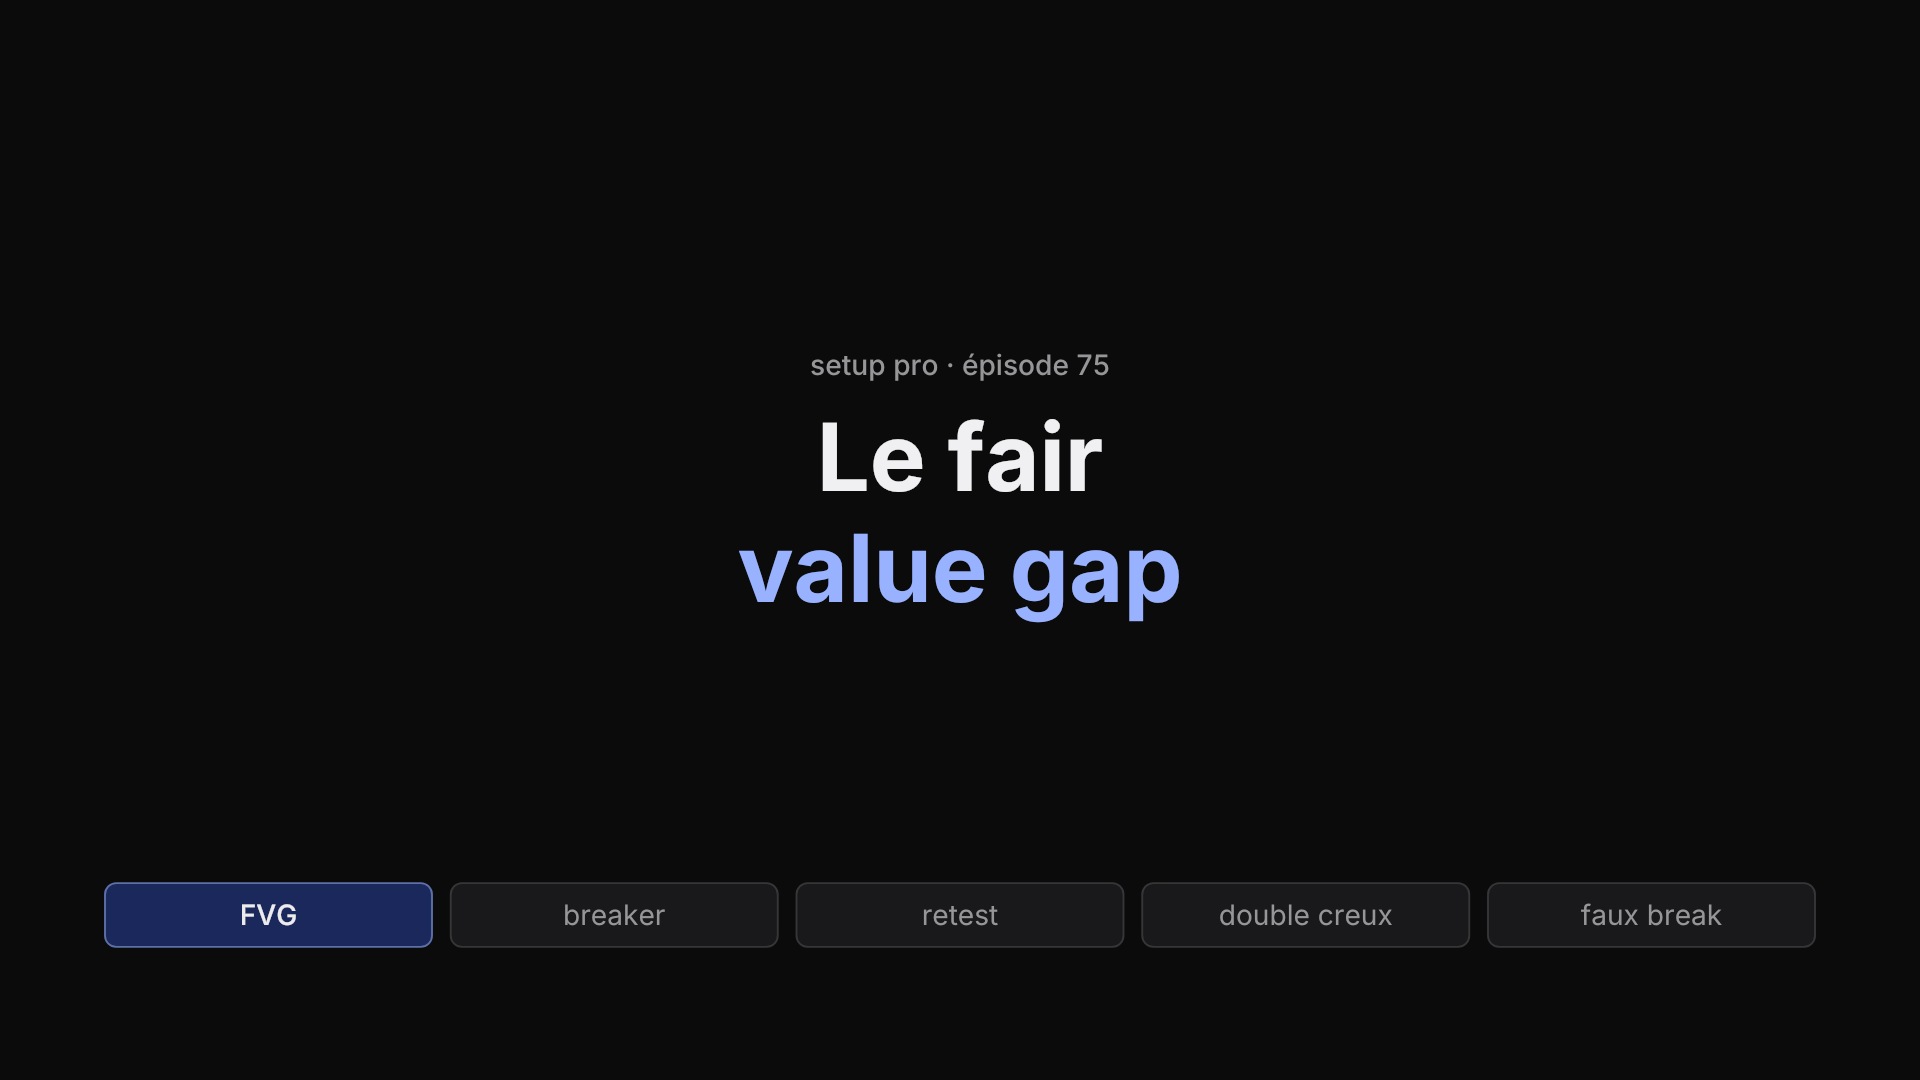 setup pro · épisode 75
Le fair
value gap
FVG
breaker
retest
double creux
faux break